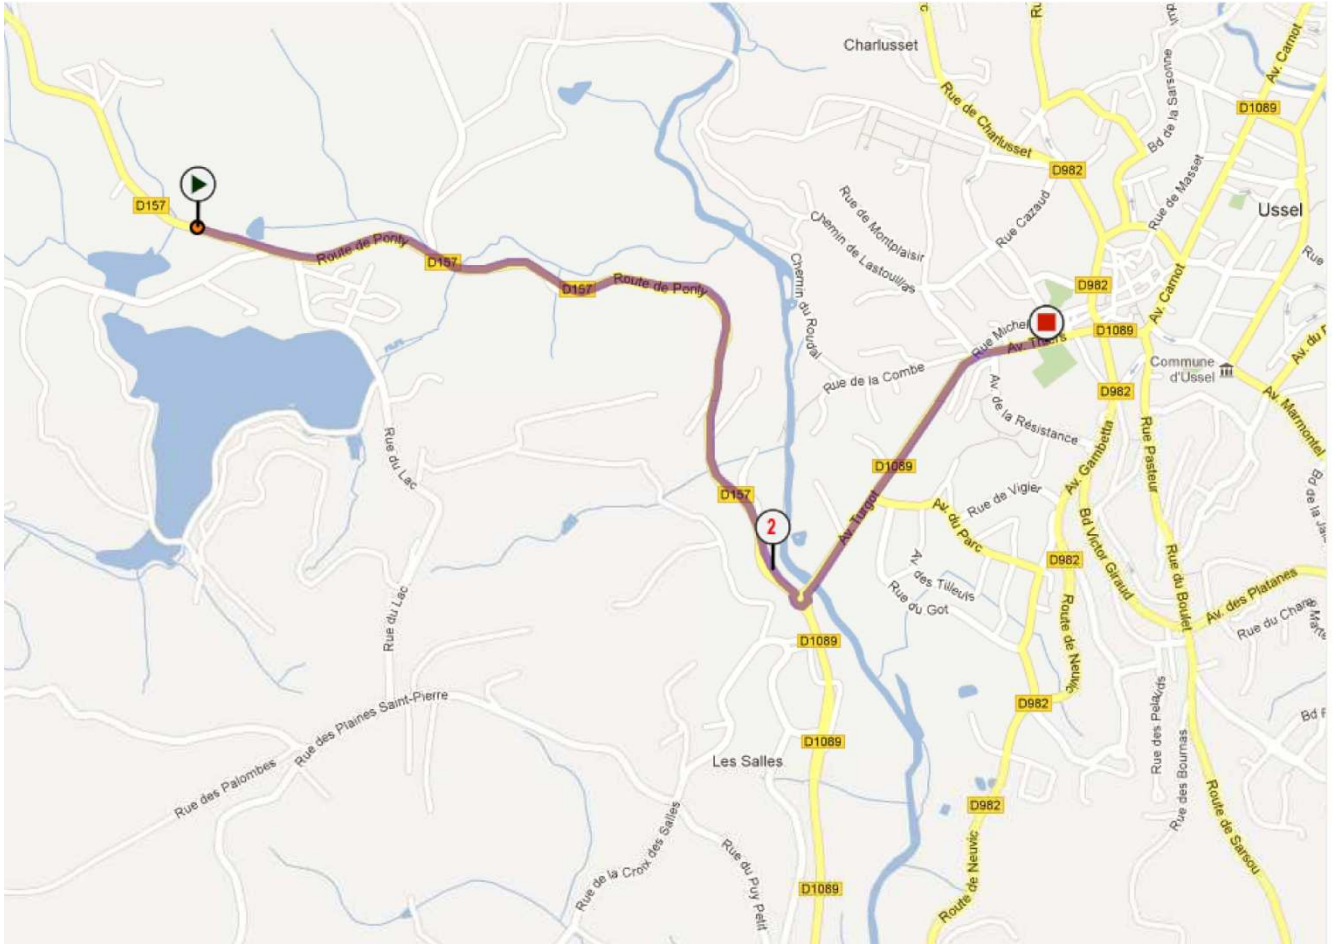 Charlusset
Av. Carnot
D1089
Rue de Charlusset
Bd de la Sarsonne
D982
Rue de Masset
D157
Rue de Montplaisir
Rue Cazaud
Ussel
Chemin de Lastouillas
Route de Ponty
D157
Chemin du Roudal
D157
Route de Ponty
D982
Av. Carnot
Rue Michel
D1089
Av. Thiers
Rue de la Combe
Commune
d'Ussel
D982
Av. de la Résistance
Av. Marmontel
Av. Gambetta
Rue Pasteur
Rue du Lac
D1089
D157
Rue de Vigier
Av. Turgot
Av. du Parc
2
Bd Victor Giraud
D982
Rue du Boulet
Av. des Tilleuls
Av. des Platanes
Rue du Got
Rue du Lac
Route de Neuvic
D1089
Rue des Plaines Saint-Pierre
D982
D1089
Les Salles
Rue des Palombes
Rue des Bournas
D982
Route de Sarsou
Rue de la Croix des Salles
Rue du Puy Petit
D1089
Route de Neuvic